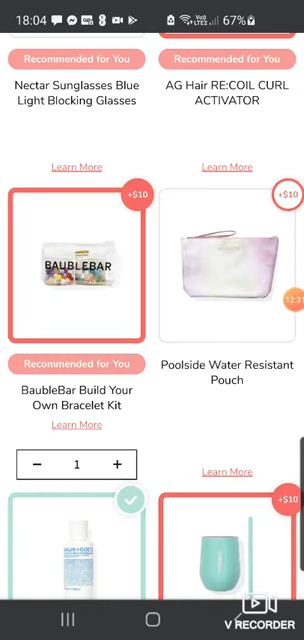 18:04
67%
Recommended for You
Recommended for You
Nectar Sunglasses Blue
Light Blocking Glasses
AG Hair RE:COIL CURL
ACTIVATOR
Learn More
Learn More
+$10
+$10
BAUBLEBAR
12:31
Recommended for You
BaubleBar Build Your
Own Bracelet Kit
Learn More
Poolside Water Resistant
Pouch
Learn More
− 1 +
+$10
V RECORDER